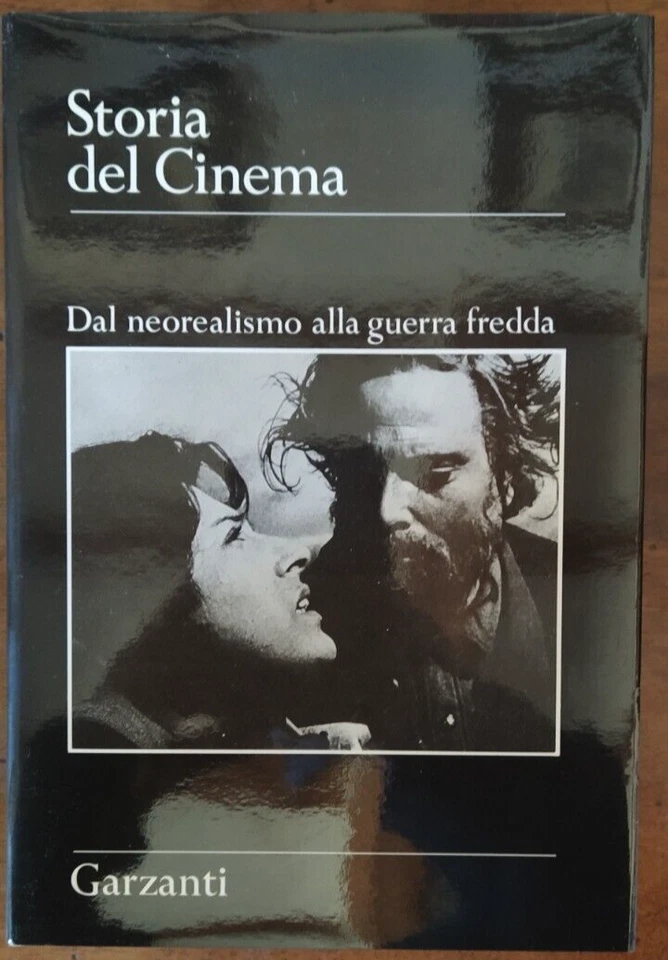 Storia
del Cinema
Dal neorealismo alla guerra fredda
Garzanti